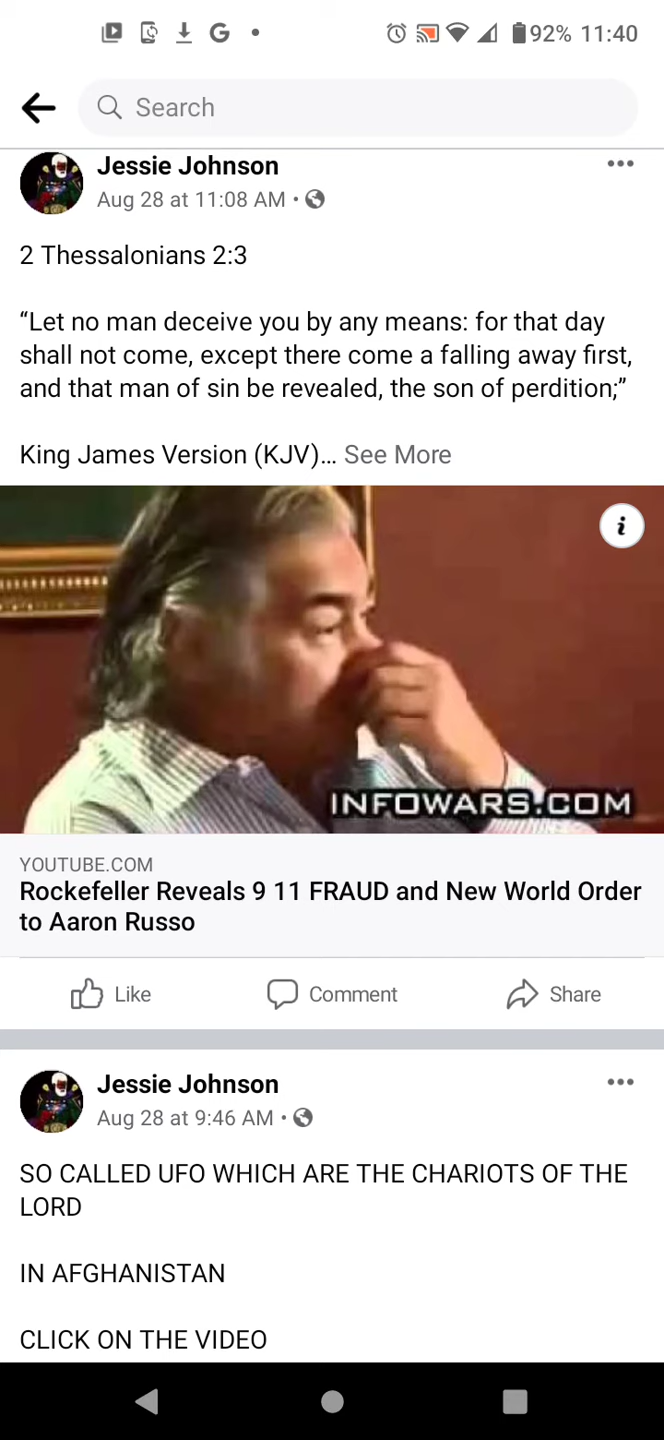 92% 11:40
Search
Jessie Johnson
Aug 28 at 11:08 AM •
2 Thessalonians 2:3
“Let no man deceive you by any means: for that day
shall not come, except there come a falling away first,
and that man of sin be revealed, the son of perdition;”
King James Version (KJV)... See More
i
INFOWARS.COM
YOUTUBE.COM
Rockefeller Reveals 9 11 FRAUD and New World Order
to Aaron Russo
Like Comment Share
Jessie Johnson
Aug 28 at 9:46 AM •
SO CALLED UFO WHICH ARE THE CHARIOTS OF THE
LORD
IN AFGHANISTAN
CLICK ON THE VIDEO